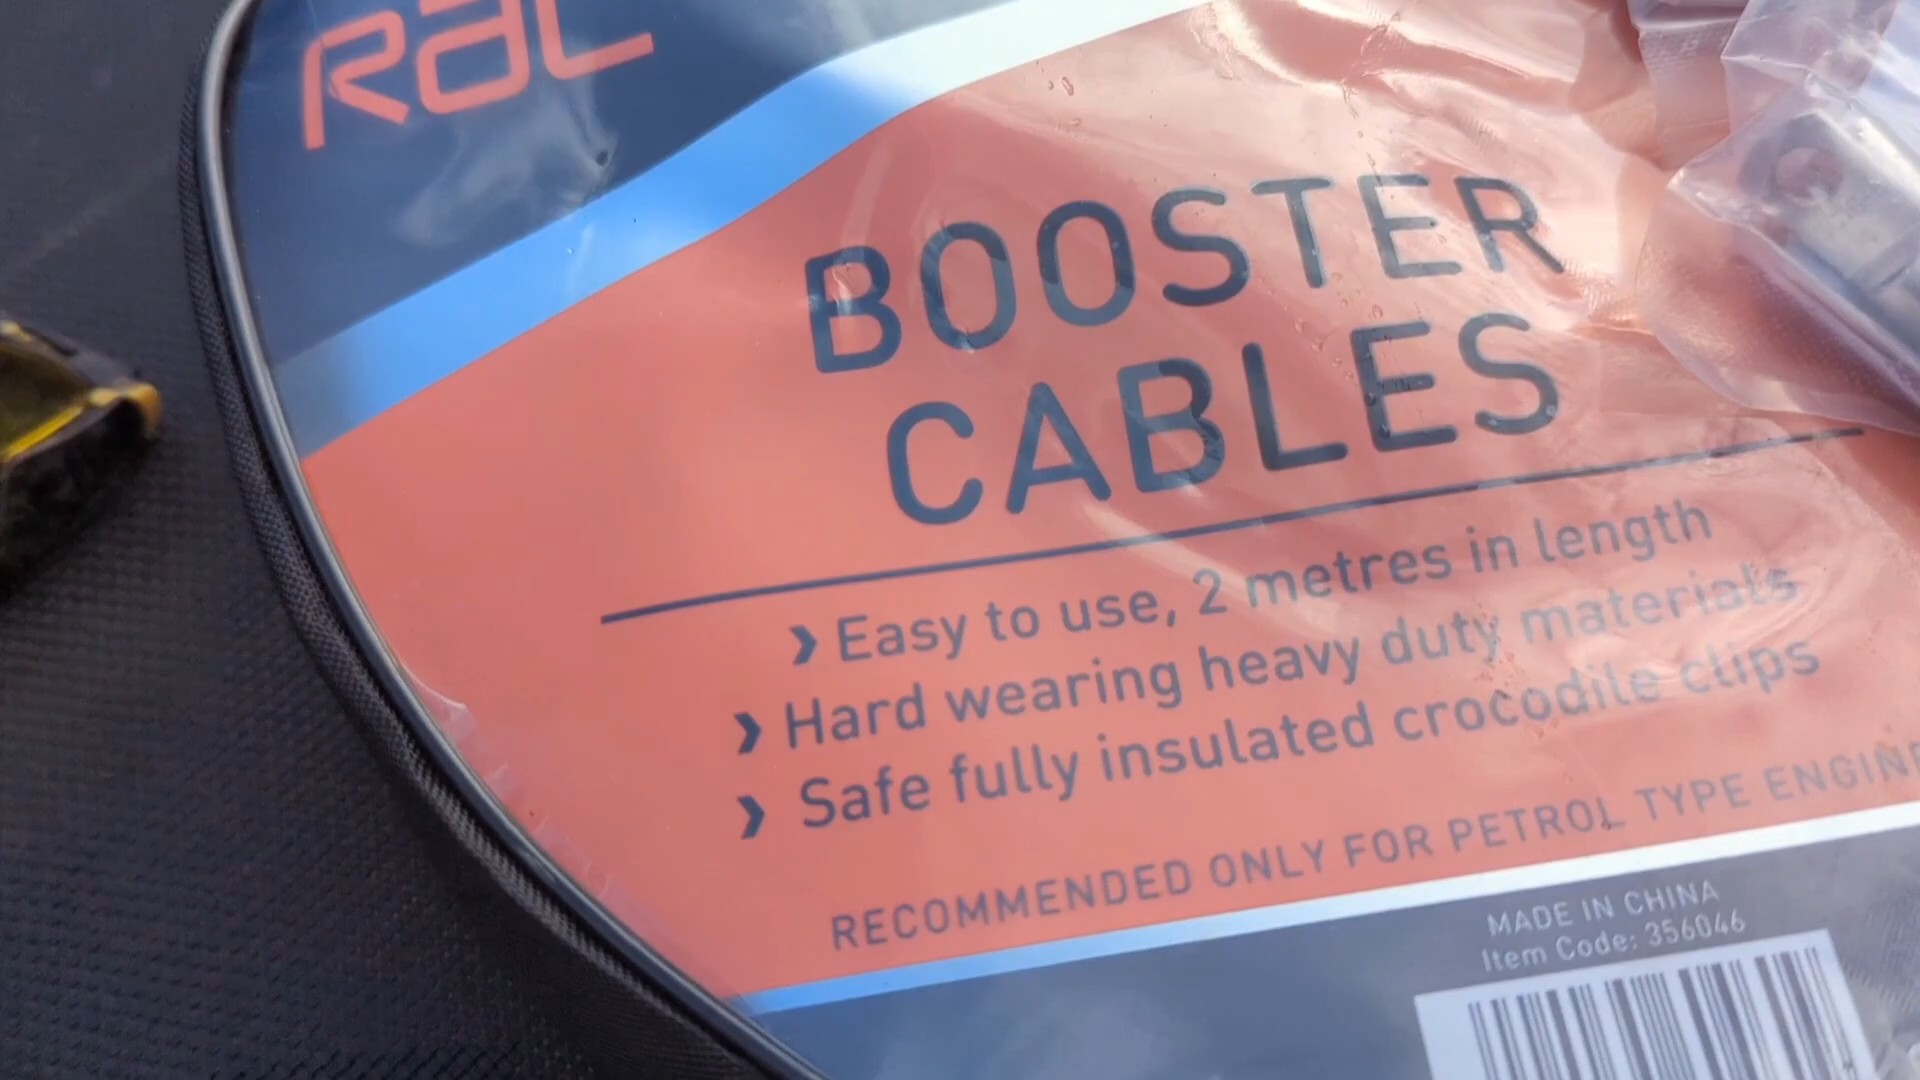 RAC
BOOSTER
CABLES
❯ Easy to use, 2 metres in length
❯ Hard wearing heavy duty materials
❯ Safe fully insulated crocodile clips
RECOMMENDED ONLY FOR PETROL TYPE ENGINE
MADE IN CHINA
Item Code: 356046